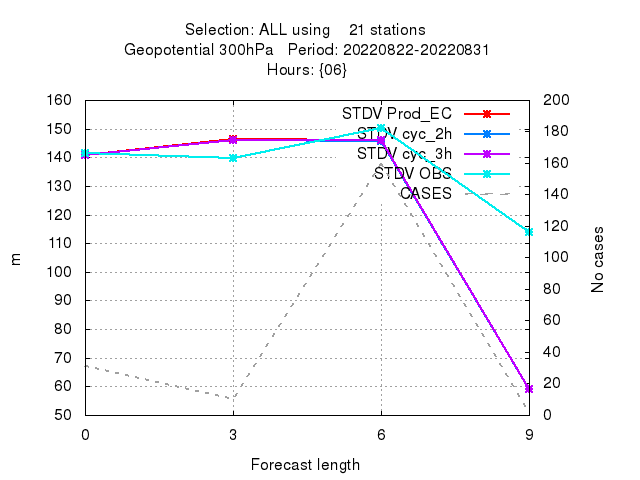 Selection: ALL using 21 stations
Geopotential 300hPa Period: 20220822-20220831
Hours: {06}
160 200
150 180
140 160
130 140
120 120
110 100
100 80
90 60
80 40
70 20
60 0
50
STDV Prod_EC
STDV cyc_2h
STDV cyc_3h
STDV OBS
CASES
m
No cases
0 3 6 9
Forecast length